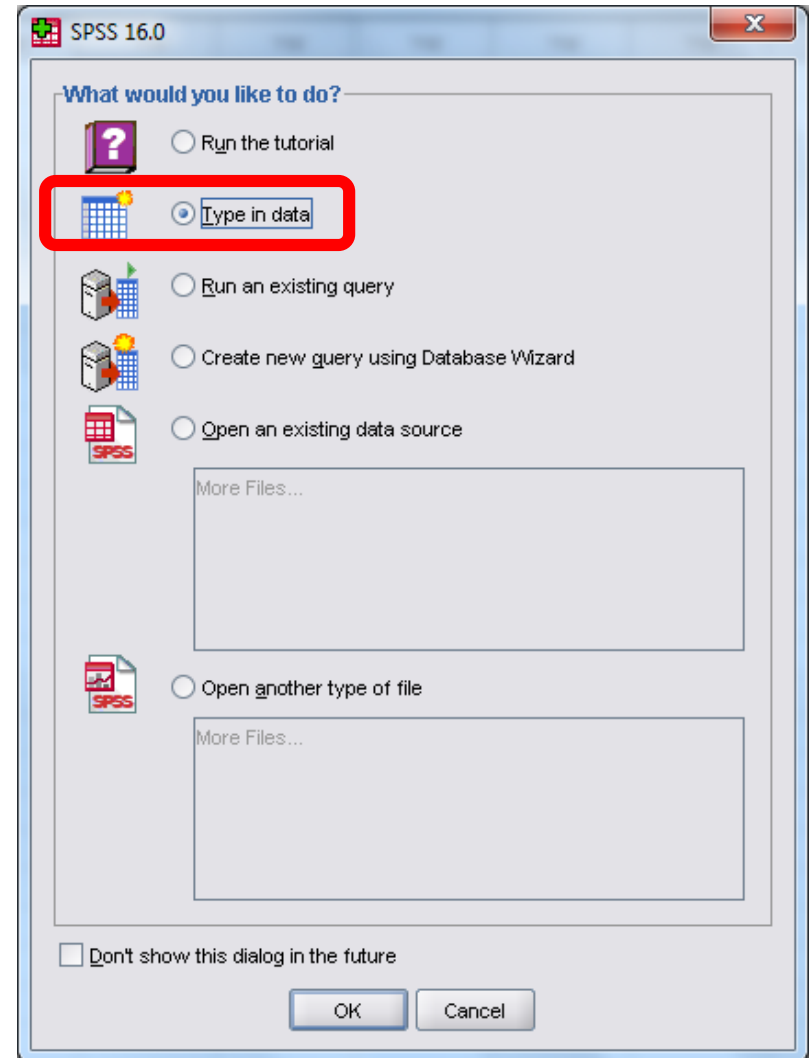 SPSS 16.0
What would you like to do?
Run the tutorial
Type in data
Run an existing query
Create new query using Database Wizard
Open an existing data source
SPSS
More Files...
Open another type of file
SPSS
More Files...
Don't show this dialog in the future
OK Cancel